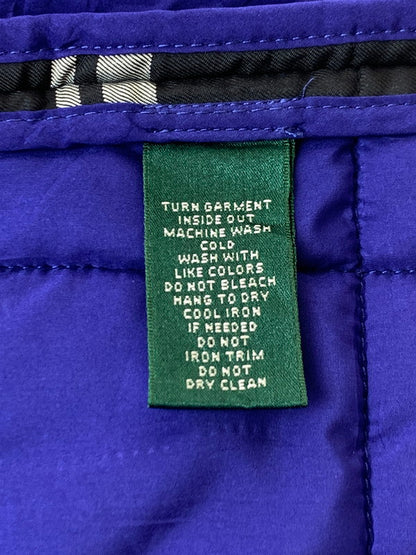 TURN GARMENT
INSIDE OUT
MACHINE WASH
COLD
WASH WITH
LIKE COLORS
DO NOT BLEACH
HANG TO DRY
COOL IRON
IF NEEDED
DO NOT
IRON TRIM
DO NOT
DRY CLEAN